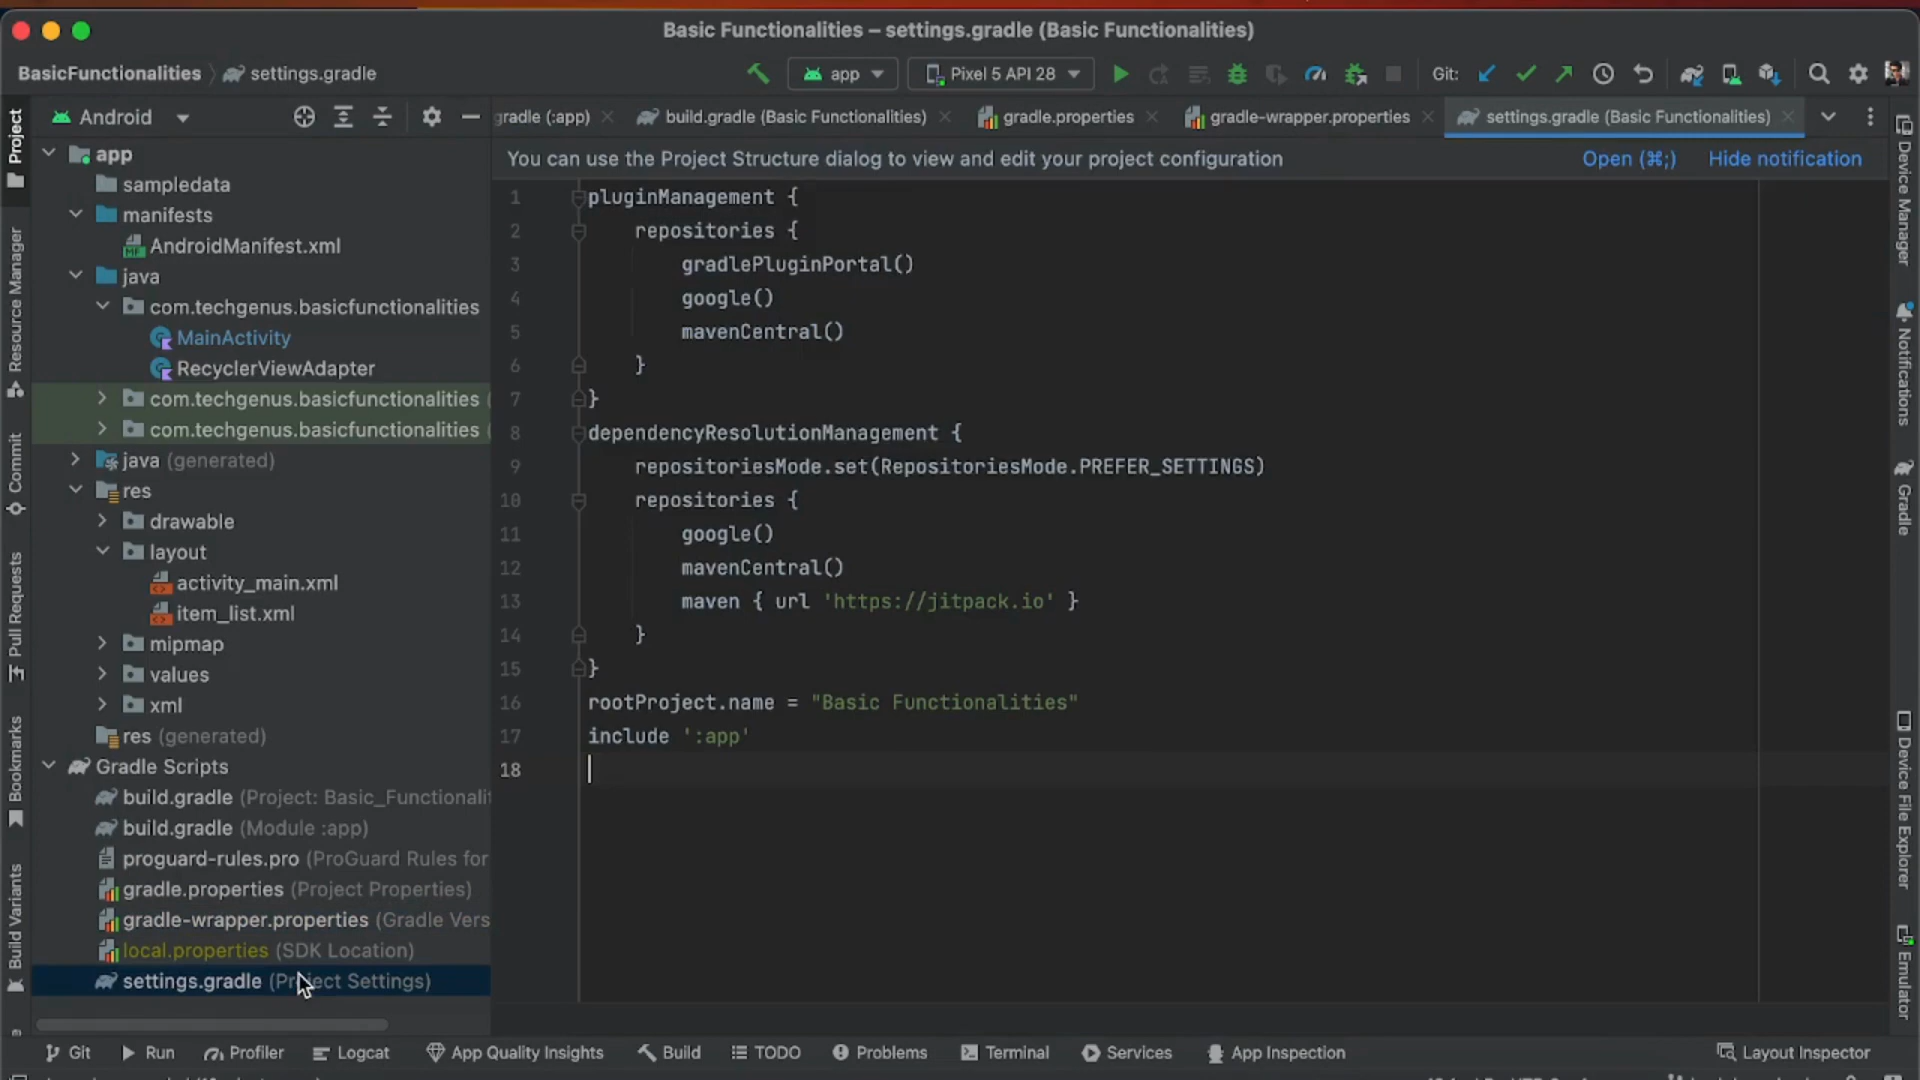 Basic Functionalities – settings.gradle (Basic Functionalities)
BasicFunctionalities
settings.gradle
app
Pixel 5 API 28
Git:
Android
gradle (:app)
build.gradle (Basic Functionalities)
gradle.properties
gradle-wrapper.properties
settings.gradle (Basic Functionalities)
You can use the Project Structure dialog to view and edit your project configuration
Open (⌘;)
Hide notification
Project
Resource Manager
Commit
Pull Requests
Bookmarks
Build Variants
app
sampledata
manifests
AndroidManifest.xml
java
com.techgenus.basicfunctionalities
MainActivity
RecyclerViewAdapter
com.techgenus.basicfunctionalities (
com.techgenus.basicfunctionalities (
java (generated)
res
drawable
layout
activity_main.xml
item_list.xml
mipmap
values
xml
res (generated)
Gradle Scripts
build.gradle (Project: Basic_Functionalit
build.gradle (Module :app)
proguard-rules.pro (ProGuard Rules for
gradle.properties (Project Properties)
gradle-wrapper.properties (Gradle Vers
local.properties (SDK Location)
settings.gradle (Project Settings)
1 pluginManagement {
2 repositories {
3 gradlePluginPortal()
4 google()
5 mavenCentral()
6 }
7 }
8 dependencyResolutionManagement {
9 repositoriesMode.set(RepositoriesMode.PREFER_SETTINGS)
10 repositories {
11 google()
12 mavenCentral()
13 maven { url 'https://jitpack.io' }
14 }
15 }
16 rootProject.name = "Basic Functionalities"
17 include ':app'
18
Device Manager
Notifications
Gradle
Device File Explorer
Emulator
Git
Run
Profiler
Logcat
App Quality Insights
Build
TODO
Problems
Terminal
Services
App Inspection
Layout Inspector